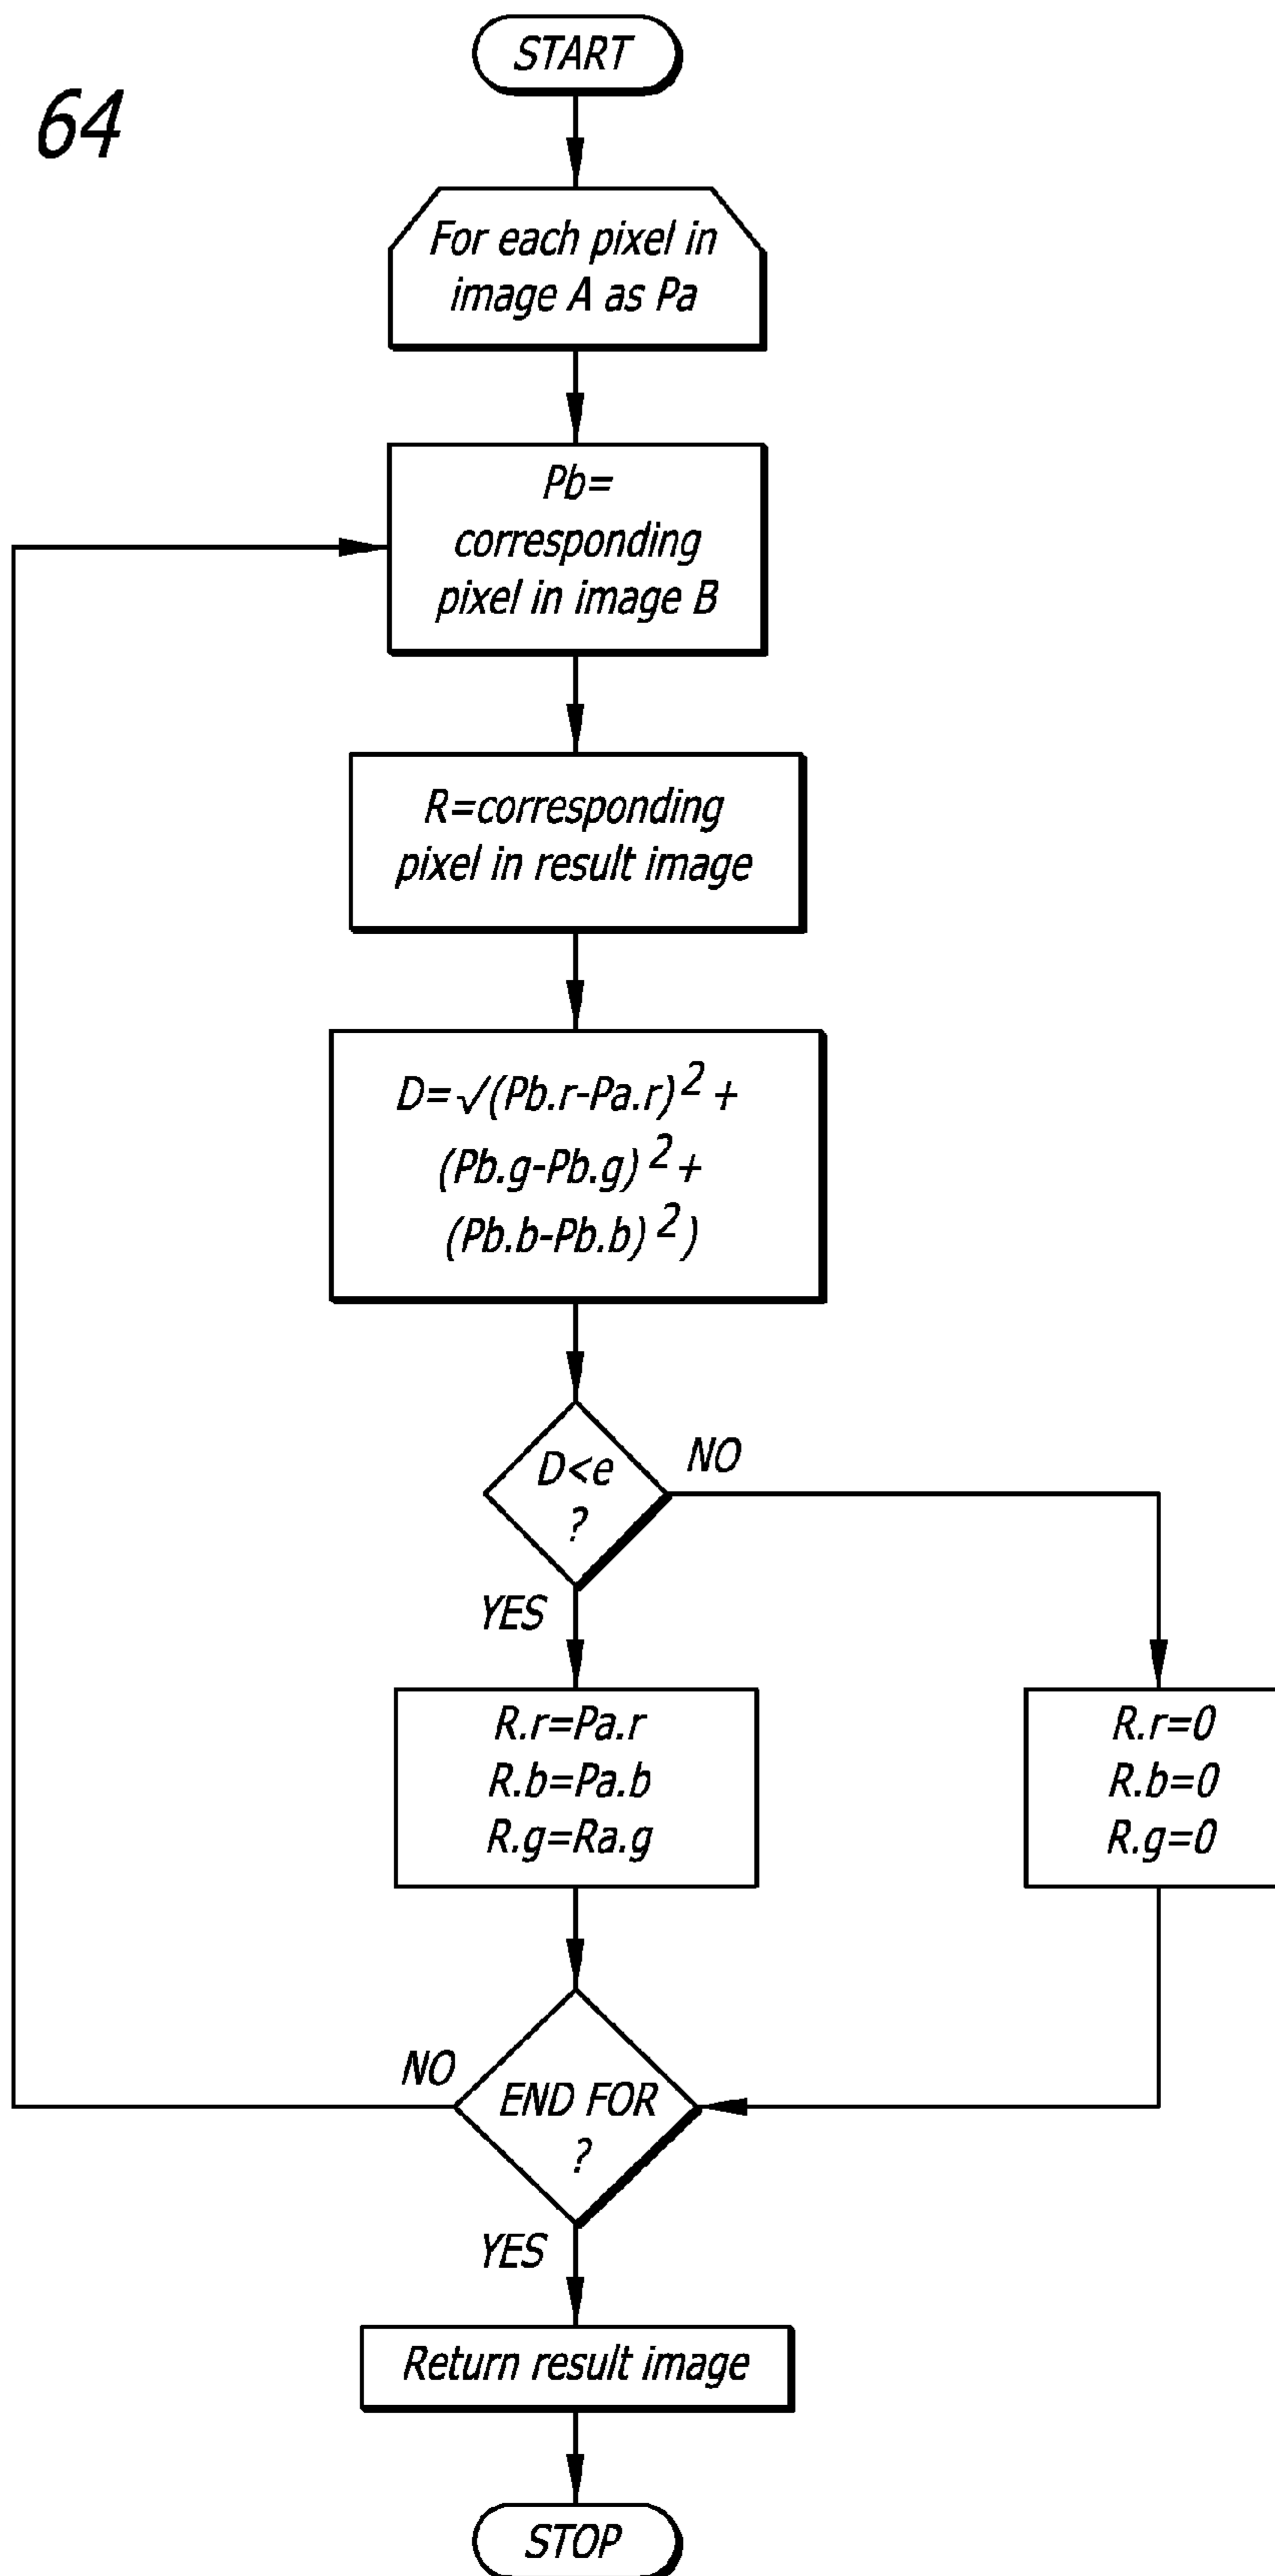 64
START
For each pixel in
image A as Pa
Pb=
corresponding
pixel in image B
R=corresponding
pixel in result image
D=√(Pb.r-Pa.r)²+
(Pb.g-Pb.g)²+
(Pb.b-Pb.b)²)
D<e
?
NO
YES
R.r=Pa.r
R.b=Pa.b
R.g=Ra.g
R.r=0
R.b=0
R.g=0
NO
END FOR
?
YES
Return result image
STOP